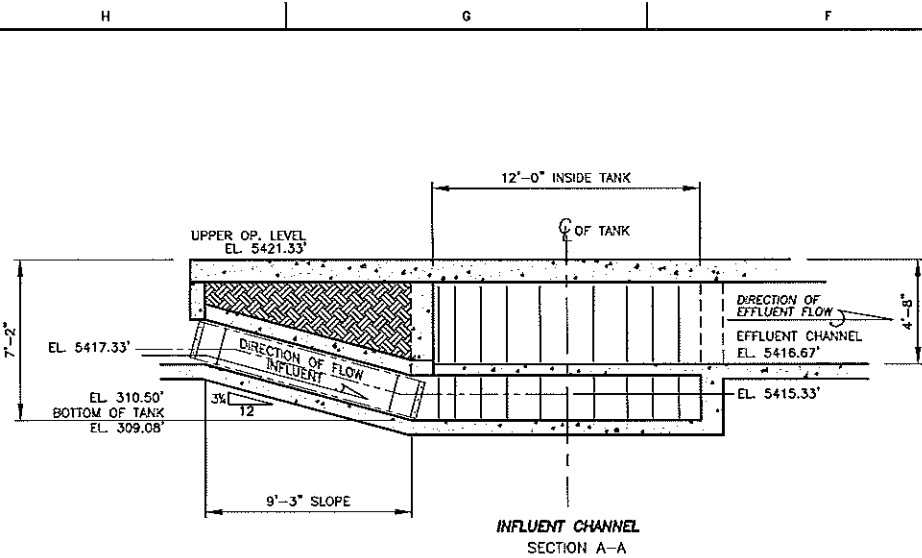 H G F
12'-0" INSIDE TANK
℄ OF TANK
UPPER OP. LEVEL
EL. 5421.33'
7'-2"
4'-8"
DIRECTION OF
EFFLUENT FLOW
EFFLUENT CHANNEL
EL. 5416.67'
EL. 5417.33'
DIRECTION OF FLOW
INFLUENT
EL. 5415.33'
EL. 310.50'
BOTTOM OF TANK
EL. 309.08'
12
9'-3" SLOPE
INFLUENT CHANNEL
SECTION A-A